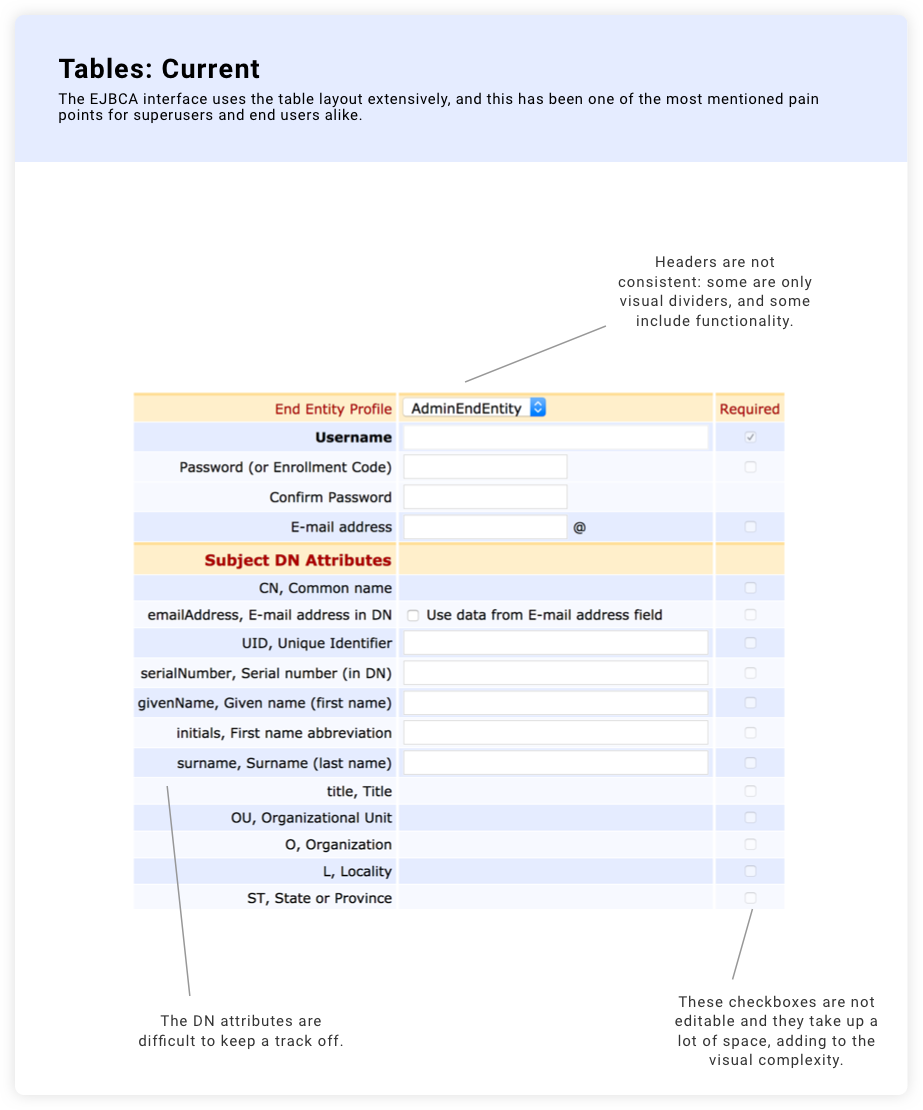 Tables: Current
The EJBCA interface uses the table layout extensively, and this has been one of the most mentioned pain
points for superusers and end users alike.
Headers are not
consistent: some are only
visual dividers, and some
include functionality.
End Entity Profile AdminEndEntity Required
Username
Password (or Enrollment Code)
Confirm Password
E-mail address @
Subject DN Attributes
CN, Common name
emailAddress, E-mail address in DN Use data from E-mail address field
UID, Unique Identifier
serialNumber, Serial number (in DN)
givenName, Given name (first name)
initials, First name abbreviation
surname, Surname (last name)
title, Title
OU, Organizational Unit
O, Organization
L, Locality
ST, State or Province
The DN attributes are
difficult to keep a track off.
These checkboxes are not
editable and they take up a
lot of space, adding to the
visual complexity.